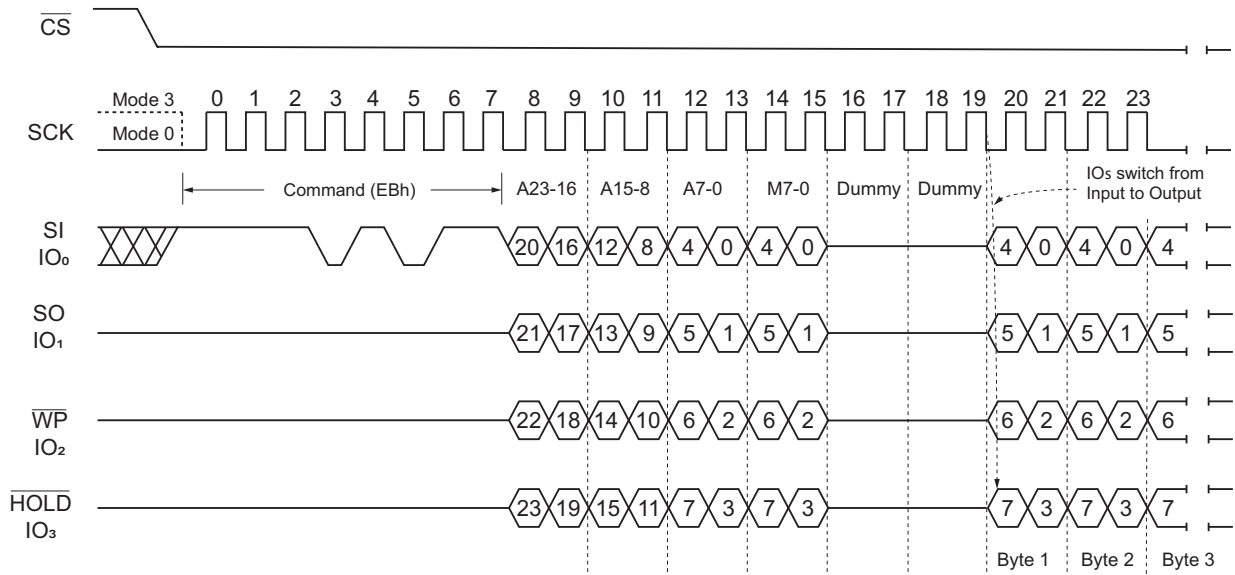 CS
Mode 3 0 1 2 3 4 5 6 7 8 9 10 11 12 13 14 15 16 17 18 19 20 21 22 23
SCK Mode 0
Command (EBh) A23-16 A15-8 A7-0 M7-0 Dummy Dummy
IOs switch from
Input to Output
SI
IO₀
20 16 12 8 4 0 4 0 4 0 4 0 4
SO
IO₁
21 17 13 9 5 1 5 1 5 1 5 1 5
WP
IO₂
22 18 14 10 6 2 6 2 6 2 6 2 6
HOLD
IO₃
23 19 15 11 7 3 7 3 7 3 7 3 7
Byte 1 Byte 2 Byte 3